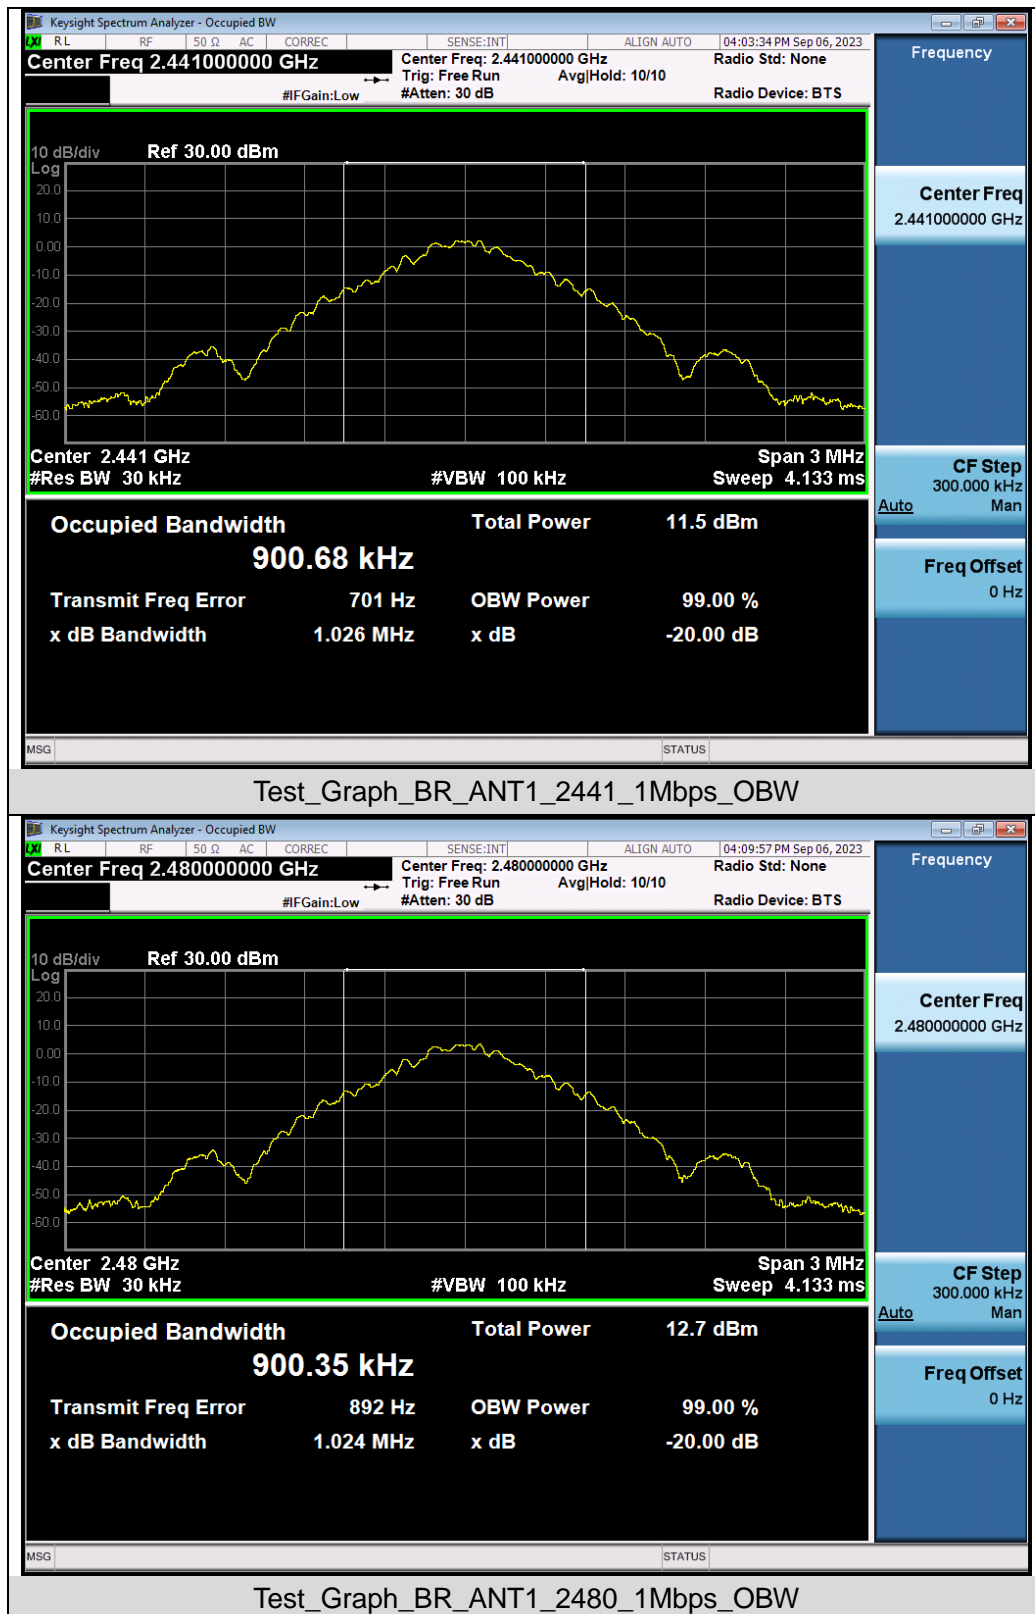 Keysight Spectrum Analyzer - Occupied BW
LXI RL RF 50 Ω AC CORREC SENSE:INT ALIGN AUTO 04:03:34 PM Sep 06, 2023
Center Freq 2.441000000 GHz
Center Freq: 2.441000000 GHz Radio Std: None
Trig: Free Run Avg|Hold: 10/10
#IFGain:Low #Atten: 30 dB Radio Device: BTS
Frequency
10 dB/div Ref 30.00 dBm
Log
20.0
10.0
0.00
-10.0
-20.0
-30.0
-40.0
-50.0
-60.0
Center 2.441 GHz Span 3 MHz
#Res BW 30 kHz #VBW 100 kHz Sweep 4.133 ms
Center Freq
2.441000000 GHz
CF Step
300.000 kHz
Auto Man
Freq Offset
0 Hz
Occupied Bandwidth Total Power 11.5 dBm
900.68 kHz
Transmit Freq Error 701 Hz OBW Power 99.00 %
x dB Bandwidth 1.026 MHz x dB -20.00 dB
MSG STATUS
Test_Graph_BR_ANT1_2441_1Mbps_OBW
Keysight Spectrum Analyzer - Occupied BW
LXI RL RF 50 Ω AC CORREC SENSE:INT ALIGN AUTO 04:09:57 PM Sep 06, 2023
Center Freq 2.480000000 GHz
Center Freq: 2.480000000 GHz Radio Std: None
Trig: Free Run Avg|Hold: 10/10
#IFGain:Low #Atten: 30 dB Radio Device: BTS
Frequency
10 dB/div Ref 30.00 dBm
Log
20.0
10.0
0.00
-10.0
-20.0
-30.0
-40.0
-50.0
-60.0
Center 2.48 GHz Span 3 MHz
#Res BW 30 kHz #VBW 100 kHz Sweep 4.133 ms
Center Freq
2.480000000 GHz
CF Step
300.000 kHz
Auto Man
Freq Offset
0 Hz
Occupied Bandwidth Total Power 12.7 dBm
900.35 kHz
Transmit Freq Error 892 Hz OBW Power 99.00 %
x dB Bandwidth 1.024 MHz x dB -20.00 dB
MSG STATUS
Test_Graph_BR_ANT1_2480_1Mbps_OBW